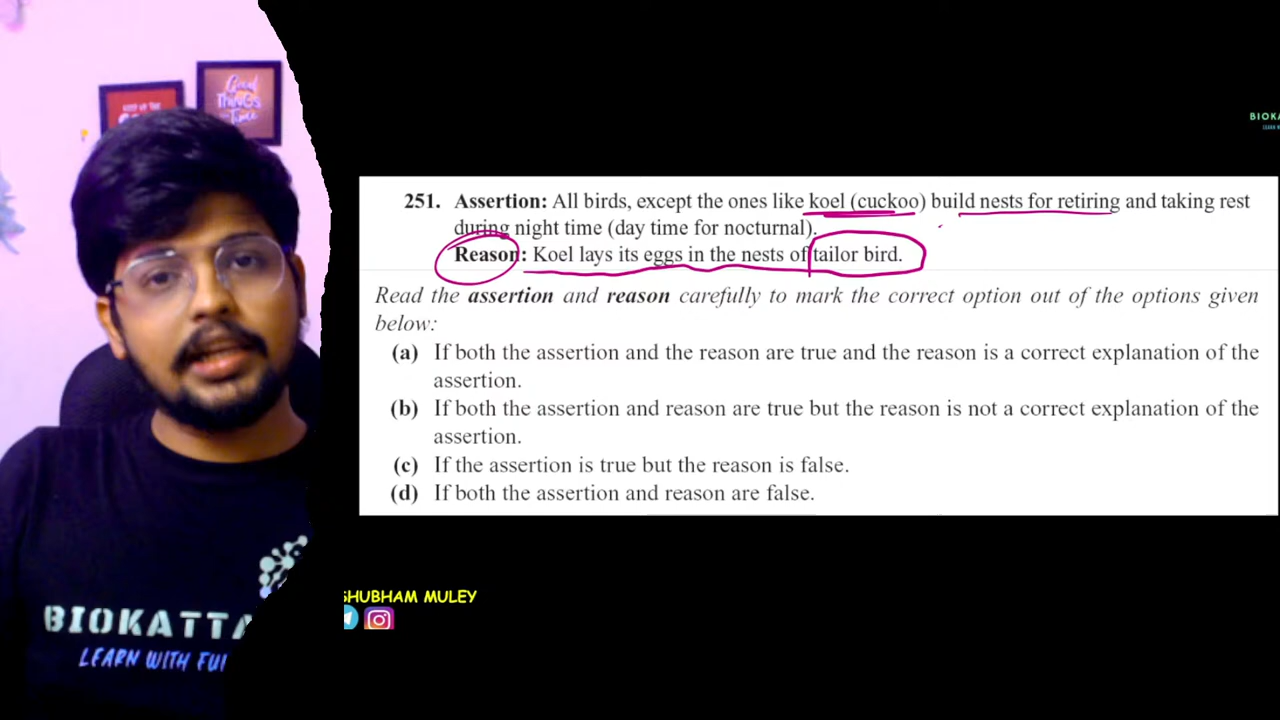 Good
THiNGS
Time
BIOKA
251. Assertion: All birds, except the ones like koel (cuckoo) build nests for retiring and taking rest
during night time (day time for nocturnal).
Reason: Koel lays its eggs in the nests of tailor bird.
Read the assertion and reason carefully to mark the correct option out of the options given
below:
(a) If both the assertion and the reason are true and the reason is a correct explanation of the
assertion.
(b) If both the assertion and reason are true but the reason is not a correct explanation of the
assertion.
(c) If the assertion is true but the reason is false.
(d) If both the assertion and reason are false.
SHUBHAM MULEY
BIOKATTA
LEARN WITH FUN